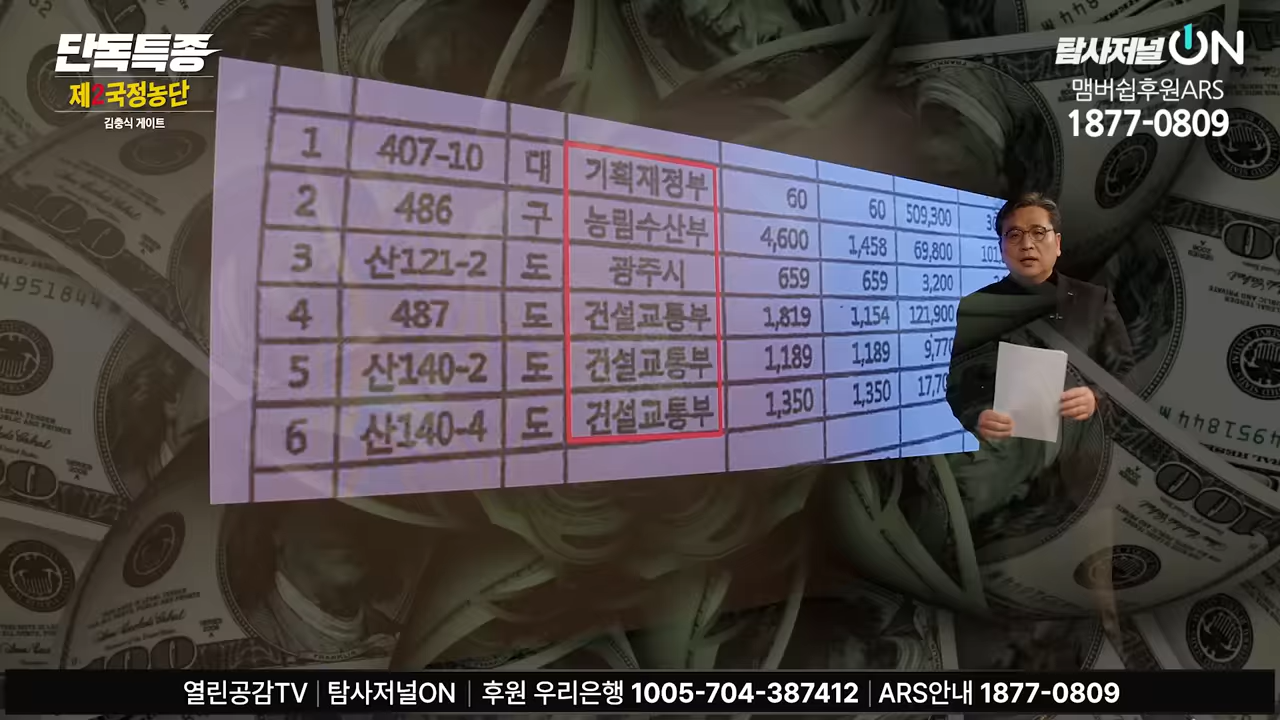 단독특종
제2국정농단
김충식 게이트
탐사저널ON
맴버쉽후원ARS
1877-0809
1 407-10 대 기획재정부 60 60 509,300
2 486 구 농림수산부 4,600 1,458 69,800
3 산121-2 도 광주시 659 659 3,200
4 487 도 건설교통부 1,819 1,154 121,900
5 산140-2 도 건설교통부 1,189 1,189
6 산140-4 도 건설교통부 1,350 1,350
열린공감TV | 탐사저널ON | 후원 우리은행 1005-704-387412 | ARS안내 1877-0809